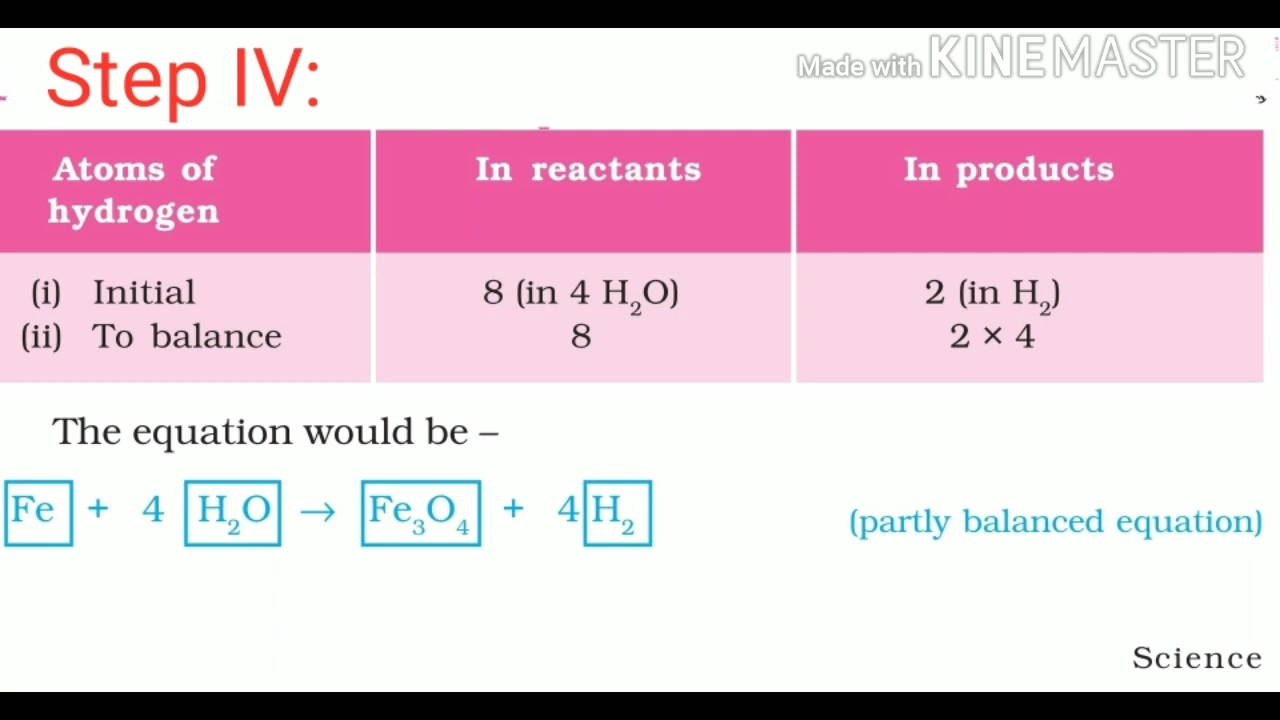 Step IV:
Made with KINEMASTER
Atoms of hydrogen In reactants In products
(i) Initial 8 (in 4 H₂O) 2 (in H₂)
(ii) To balance 8 2 × 4
The equation would be –
Fe + 4 H₂O → Fe₃O₄ + 4 H₂ (partly balanced equation)
Science